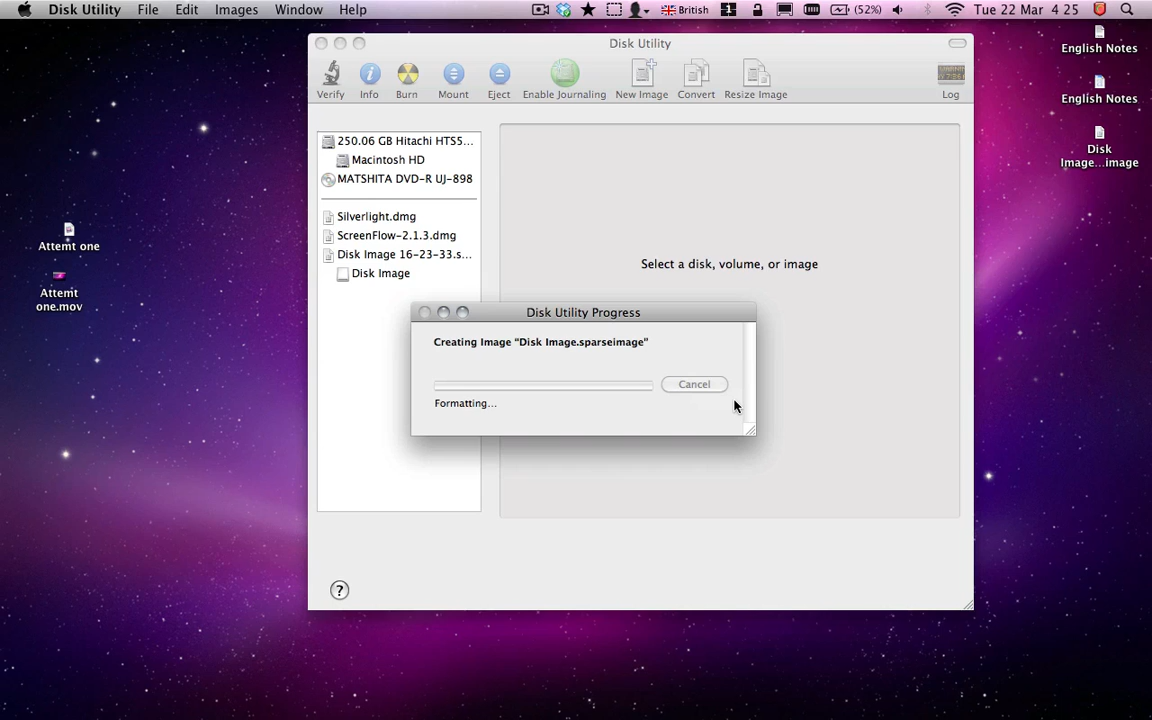 Disk Utility File Edit Images Window Help British 1 (52%) Tue 22 Mar 4 25
Disk Utility
Verify Info Burn Mount Eject Enable Journaling New Image Convert Resize Image Log
250.06 GB Hitachi HTS5...
Macintosh HD
MATSHITA DVD-R UJ-898
Silverlight.dmg
ScreenFlow-2.1.3.dmg
Disk Image 16-23-33.s...
Disk Image
Select a disk, volume, or image
Disk Utility Progress
Creating Image "Disk Image.sparseimage"
Cancel
Formatting...
?
English Notes
English Notes
Disk
Image...image
Attemt one
Attemt
one.mov